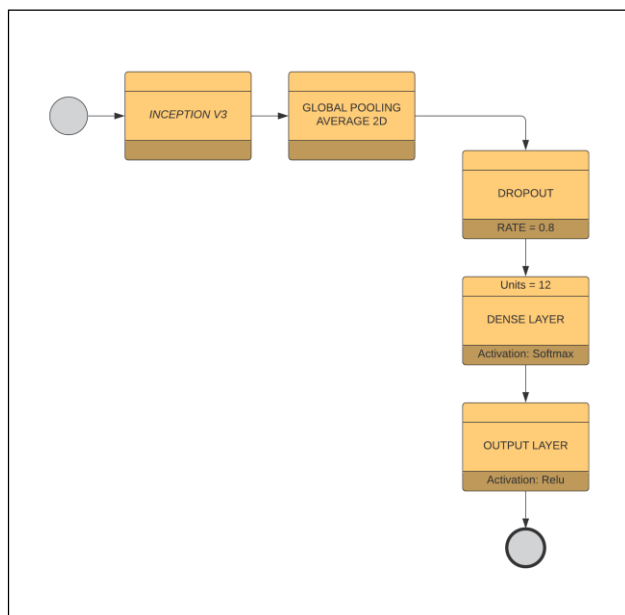 INCEPTION V3
GLOBAL POOLING
AVERAGE 2D
DROPOUT
RATE = 0.8
Units = 12
DENSE LAYER
Activation: Softmax
OUTPUT LAYER
Activation: Relu